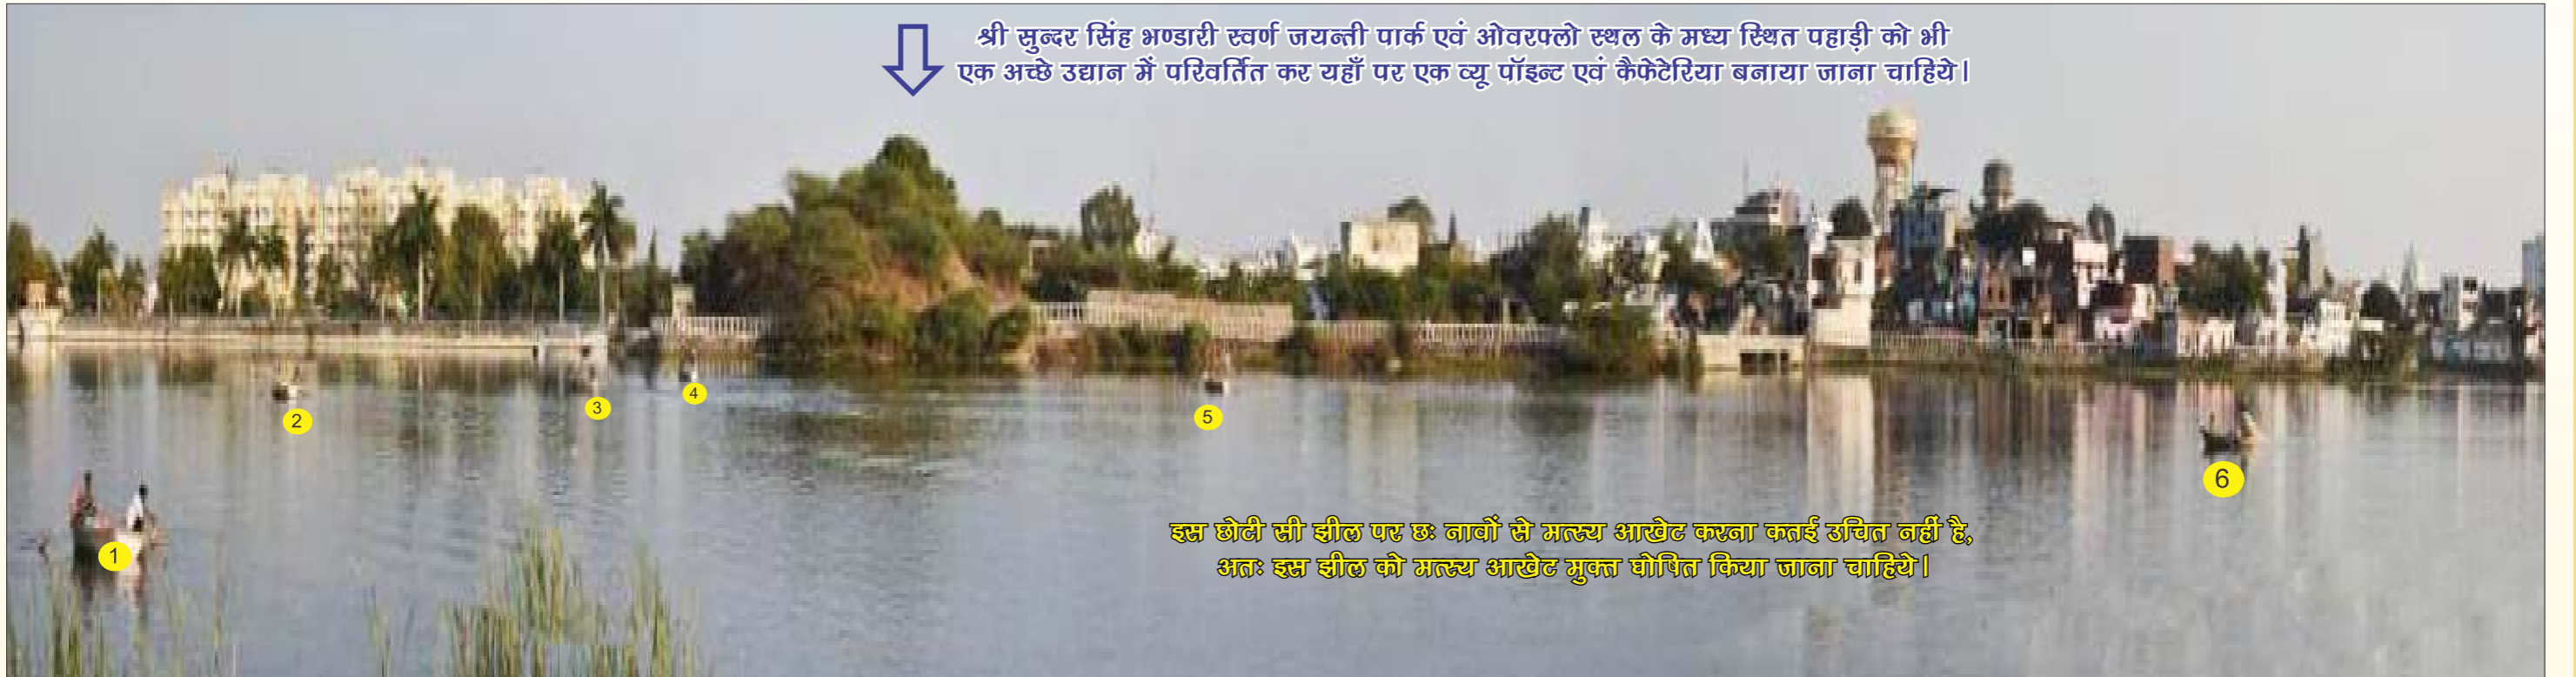 श्री सुन्दर सिंह भण्डारी स्वर्ण जयन्ती पार्क एवं ओवरफ्लो स्थल के मध्य स्थित पहाड़ी को भी
एक अच्छे उद्यान में परिवर्तित कर यहाँ पर एक व्यू पॉइन्ट एवं कैफेटेरिया बनाया जाना चाहिये।
4
3
5
2
6
1
इस छोटी सी झील पर छः नावों से मत्स्य आखेट करना कतई उचित नहीं है,
अतः इस झील को मत्स्य आखेट मुक्त घोषित किया जाना चाहिये।